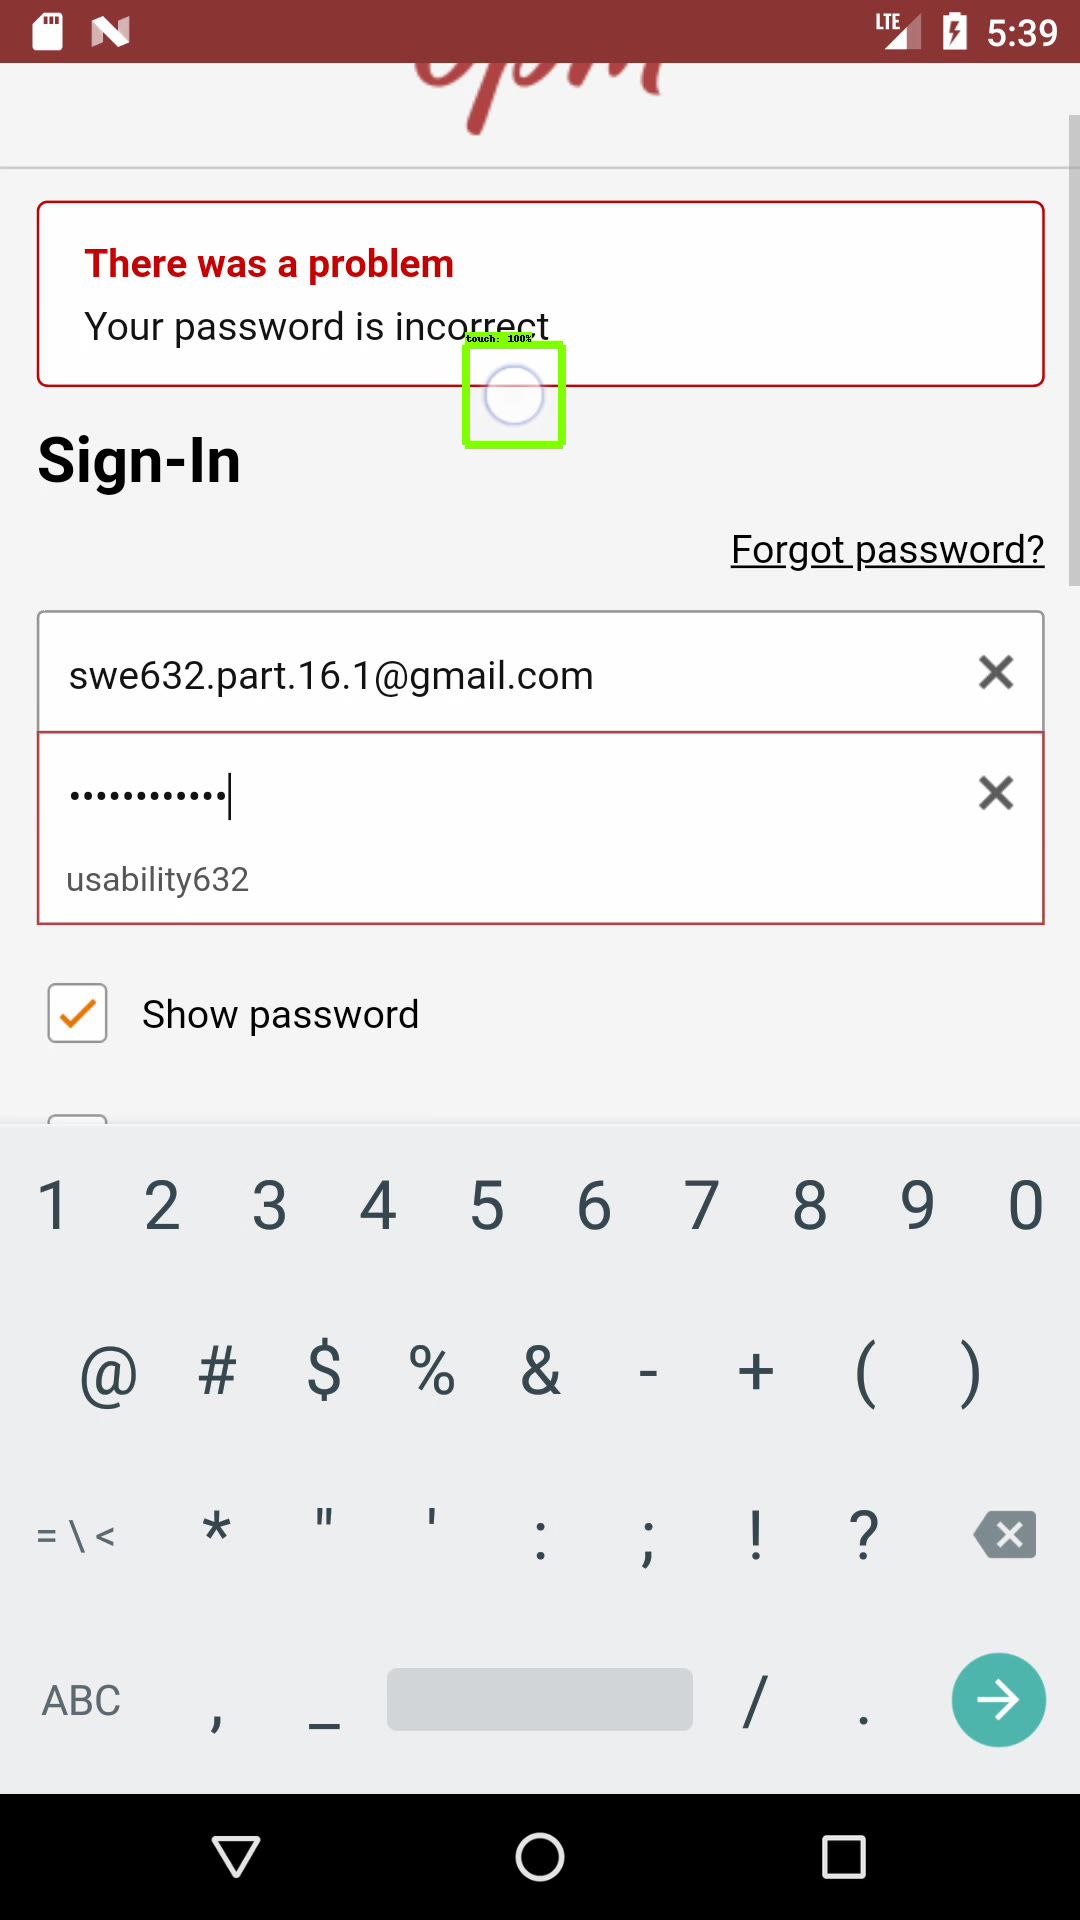 LTE 5:39
There was a problem
Your password is incorrect
touch: 100%
Sign-In
Forgot password?
swe632.part.16.1@gmail.com
••••••••••••
usability632
Show password
1 2 3 4 5 6 7 8 9 0
@ # $ % & - + ( )
= \ < * " ' : ; ! ?
ABC , _ / .